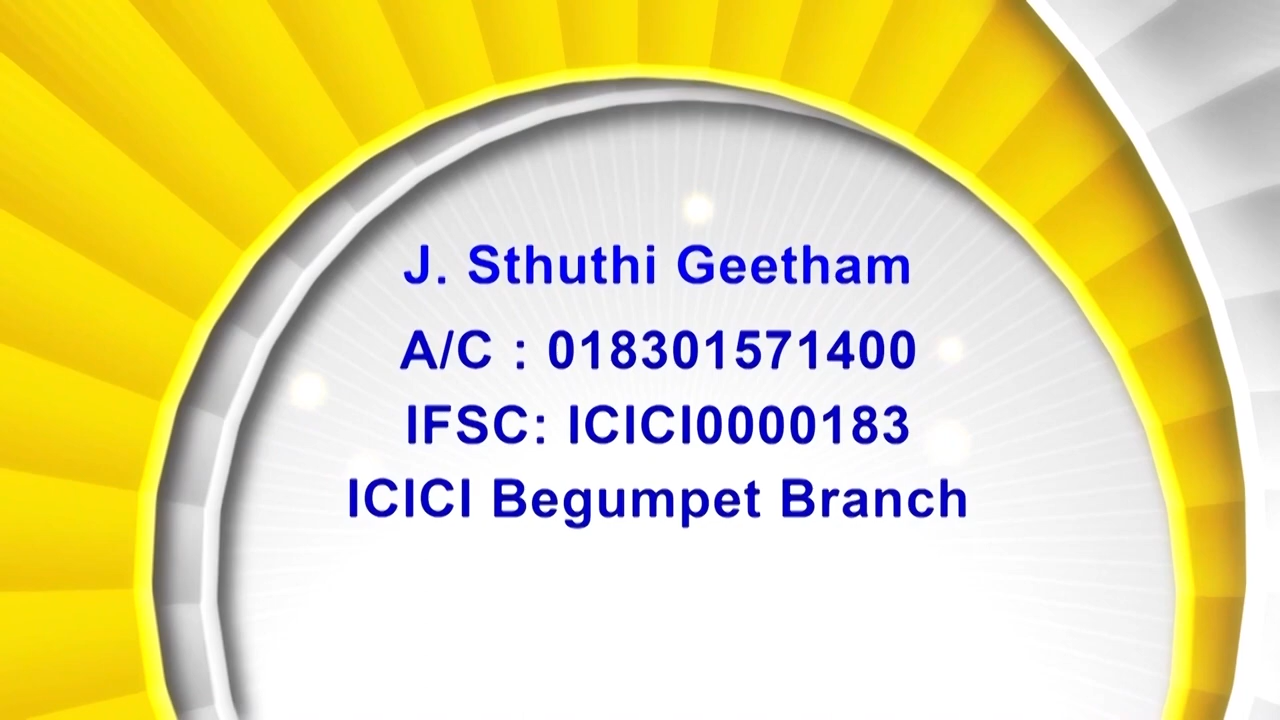 J. Sthuthi Geetham
A/C : 018301571400
IFSC: ICICI0000183
ICICI Begumpet Branch